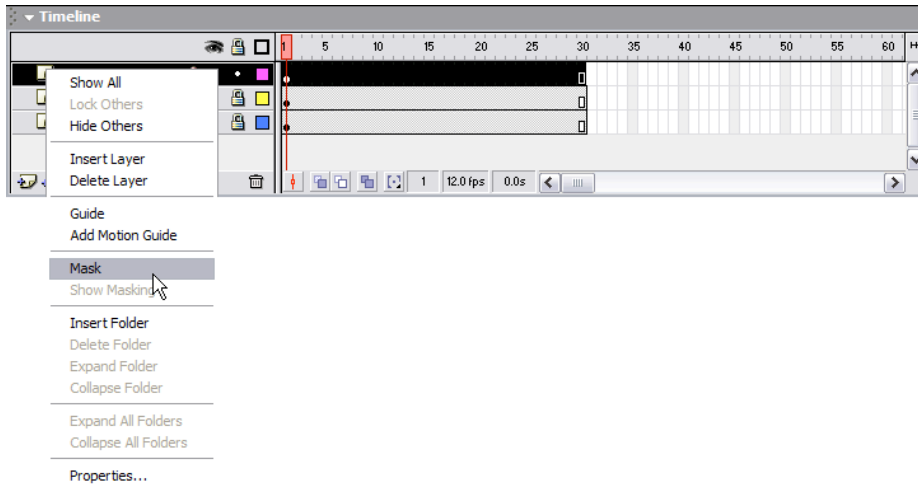 Timeline
1 5 10 15 20 25 30 35 40 45 50 55 60
Show All
Lock Others
Hide Others
Insert Layer
Delete Layer
1 12.0 fps 0.0s
Guide
Add Motion Guide
Mask
Show Masking
Insert Folder
Delete Folder
Expand Folder
Collapse Folder
Expand All Folders
Collapse All Folders
Properties...